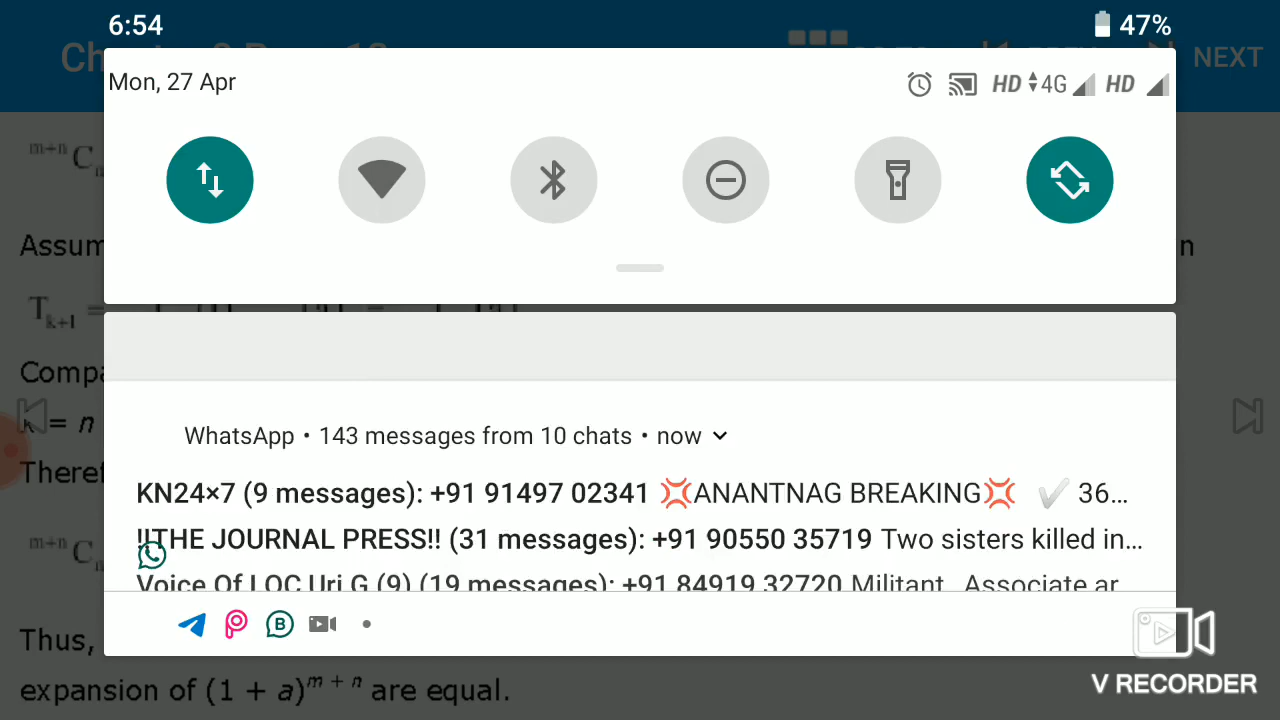 6:54 47%
Mon, 27 Apr HD 4G HD
NEXT
m+n C
Assum n
T k+1 =
Compa
= n
Theref
WhatsApp • 143 messages from 10 chats • now
KN24×7 (9 messages): +91 91497 02341 💢ANANTNAG BREAKING💢 ✔️ 36...
!!THE JOURNAL PRESS!! (31 messages): +91 90550 35719 Two sisters killed in...
Voice Of LOC Uri G (9) (19 messages): +91 84919 32720 Militant Associate ar
m+n C
B
Thus,
expansion of (1 + a)^m + n are equal.
V RECORDER